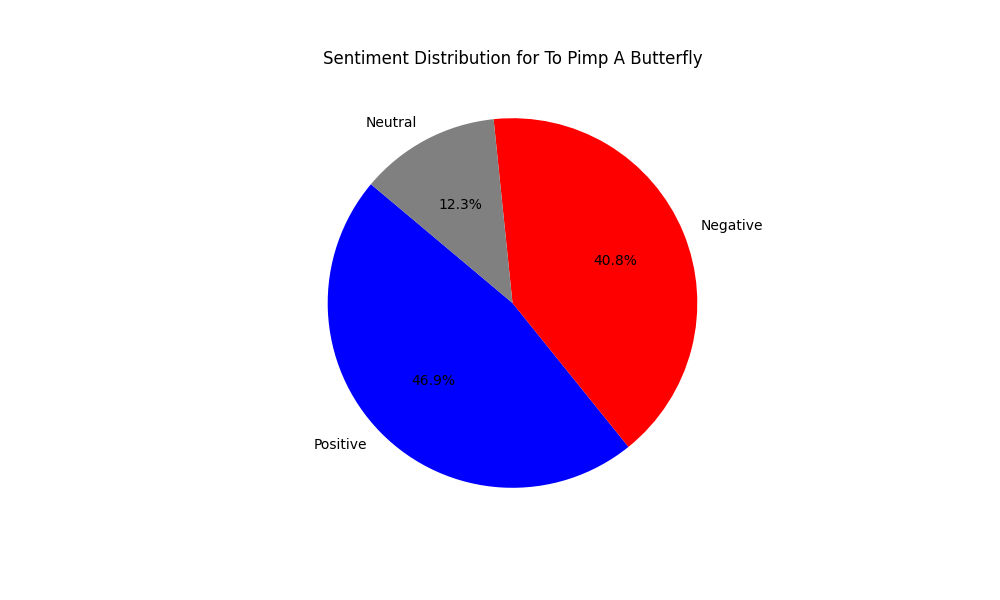 Sentiment Distribution for To Pimp A Butterfly
Neutral
12.3%
Negative
40.8%
46.9%
Positive